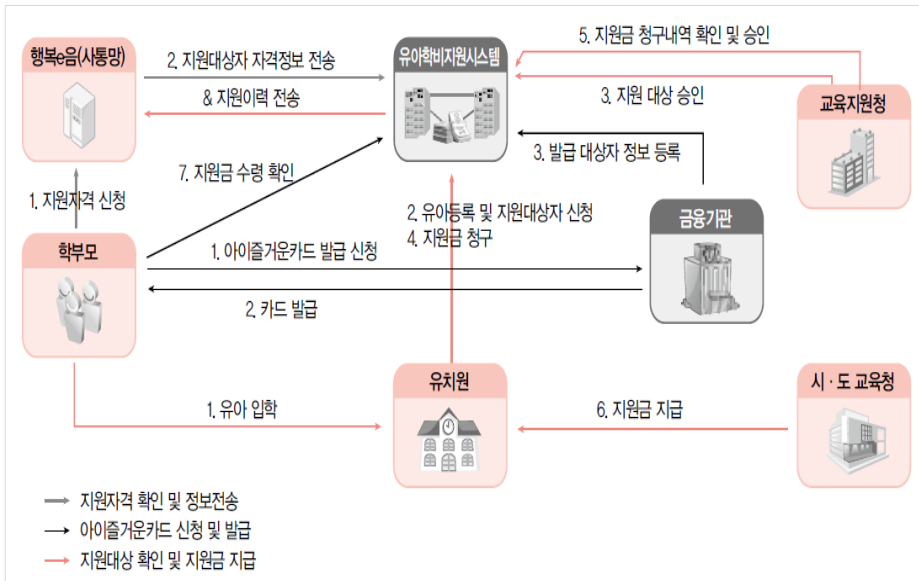 행복e음(사통망)
2. 지원대상자 자격정보 전송
& 지원이력 전송
유아학비지원시스템
5. 지원금 청구내역 확인 및 승인
3. 지원 대상 승인
교육지원청
7. 지원금 수령 확인
3. 발급 대상자 정보 등록
1. 지원자격 신청
2. 유아등록 및 지원대상자 신청
4. 지원금 청구
금융기관
학부모
1. 아이즐거운카드 발급 신청
2. 카드 발급
유치원
시·도 교육청
1. 유아 입학
6. 지원금 지급
지원자격 확인 및 정보전송
아이즐거운카드 신청 및 발급
지원대상 확인 및 지원금 지급